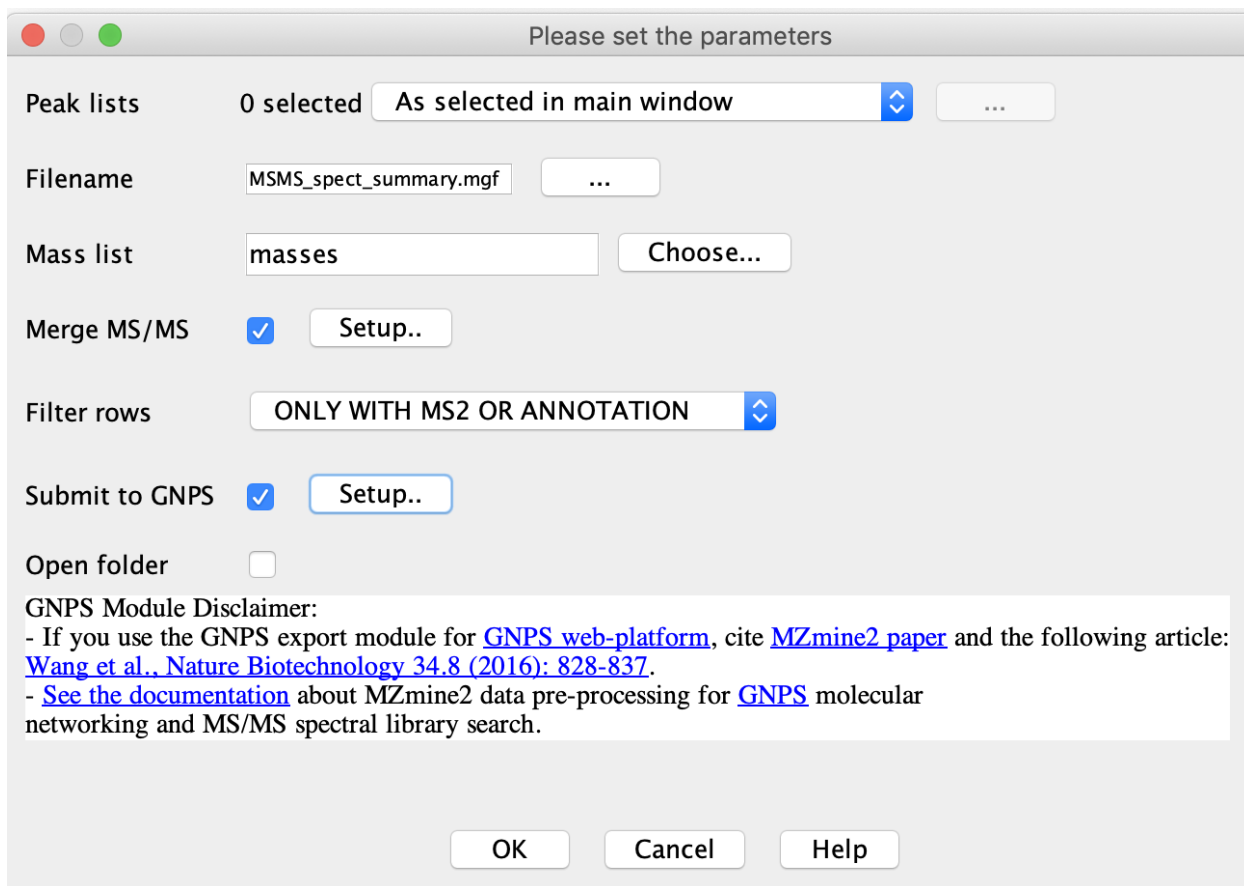 Please set the parameters
Peak lists 0 selected As selected in main window ...
Filename MSMS_spect_summary.mgf ...
Mass list masses Choose...
Merge MS/MS Setup..
Filter rows ONLY WITH MS2 OR ANNOTATION
Submit to GNPS Setup..
Open folder
GNPS Module Disclaimer:
- If you use the GNPS export module for GNPS web-platform, cite MZmine2 paper and the following article:
Wang et al., Nature Biotechnology 34.8 (2016): 828-837.
- See the documentation about MZmine2 data pre-processing for GNPS molecular
networking and MS/MS spectral library search.
OK Cancel Help